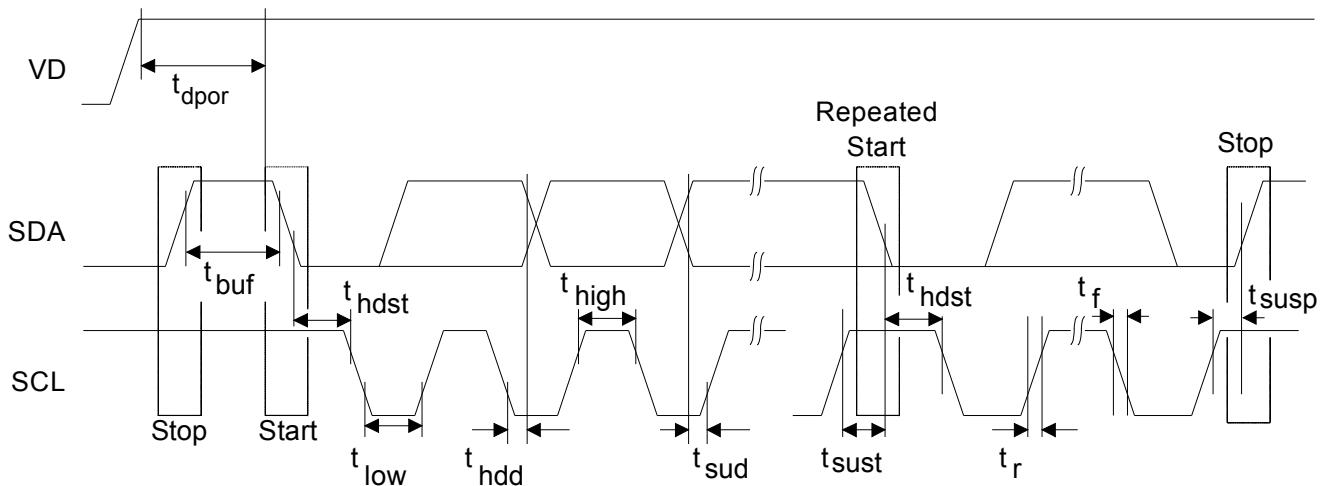 VD
t dpor
Repeated
Start
Stop
SDA
t buf
t hdst
t high
t hdst
t f
t susp
SCL
Stop
Start
t low
t hdd
t sud
t sust
t r